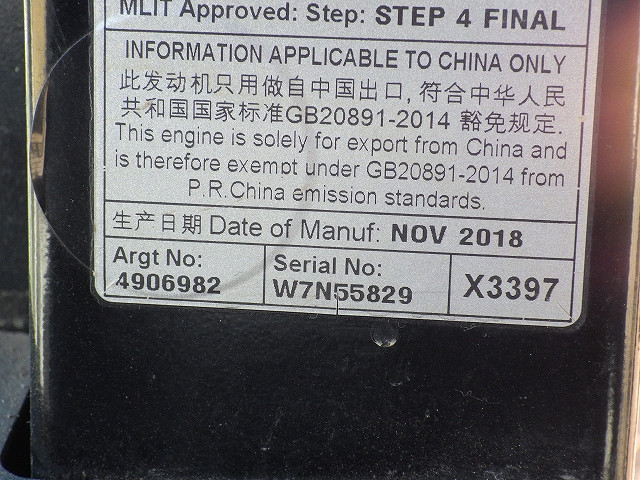 MLIT Approved: Step: STEP 4 FINAL
INFORMATION APPLICABLE TO CHINA ONLY
此发动机只用做自中国出口, 符合中华人民
共和国国家标准GB20891-2014 豁免规定.
This engine is solely for export from China and
is therefore exempt under GB20891-2014 from
P.R.China emission standards.
生产日期 Date of Manuf: NOV 2018
Argt No: Serial No:
4906982 W7N55829 X3397